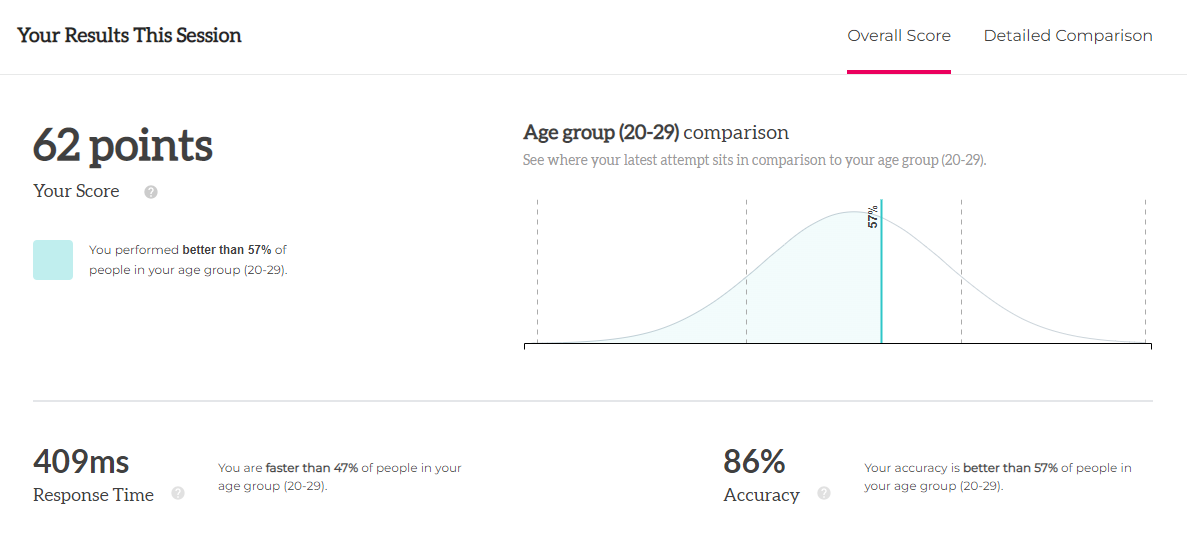 Your Results This Session
Overall Score
Detailed Comparison
62 points
Your Score
?
You performed better than 57% of
people in your age group (20-29).
Age group (20-29) comparison
See where your latest attempt sits in comparison to your age group (20-29).
57%
409ms
Response Time
?
You are faster than 47% of people in your
age group (20-29).
86%
Accuracy
?
Your accuracy is better than 57% of people in
your age group (20-29).